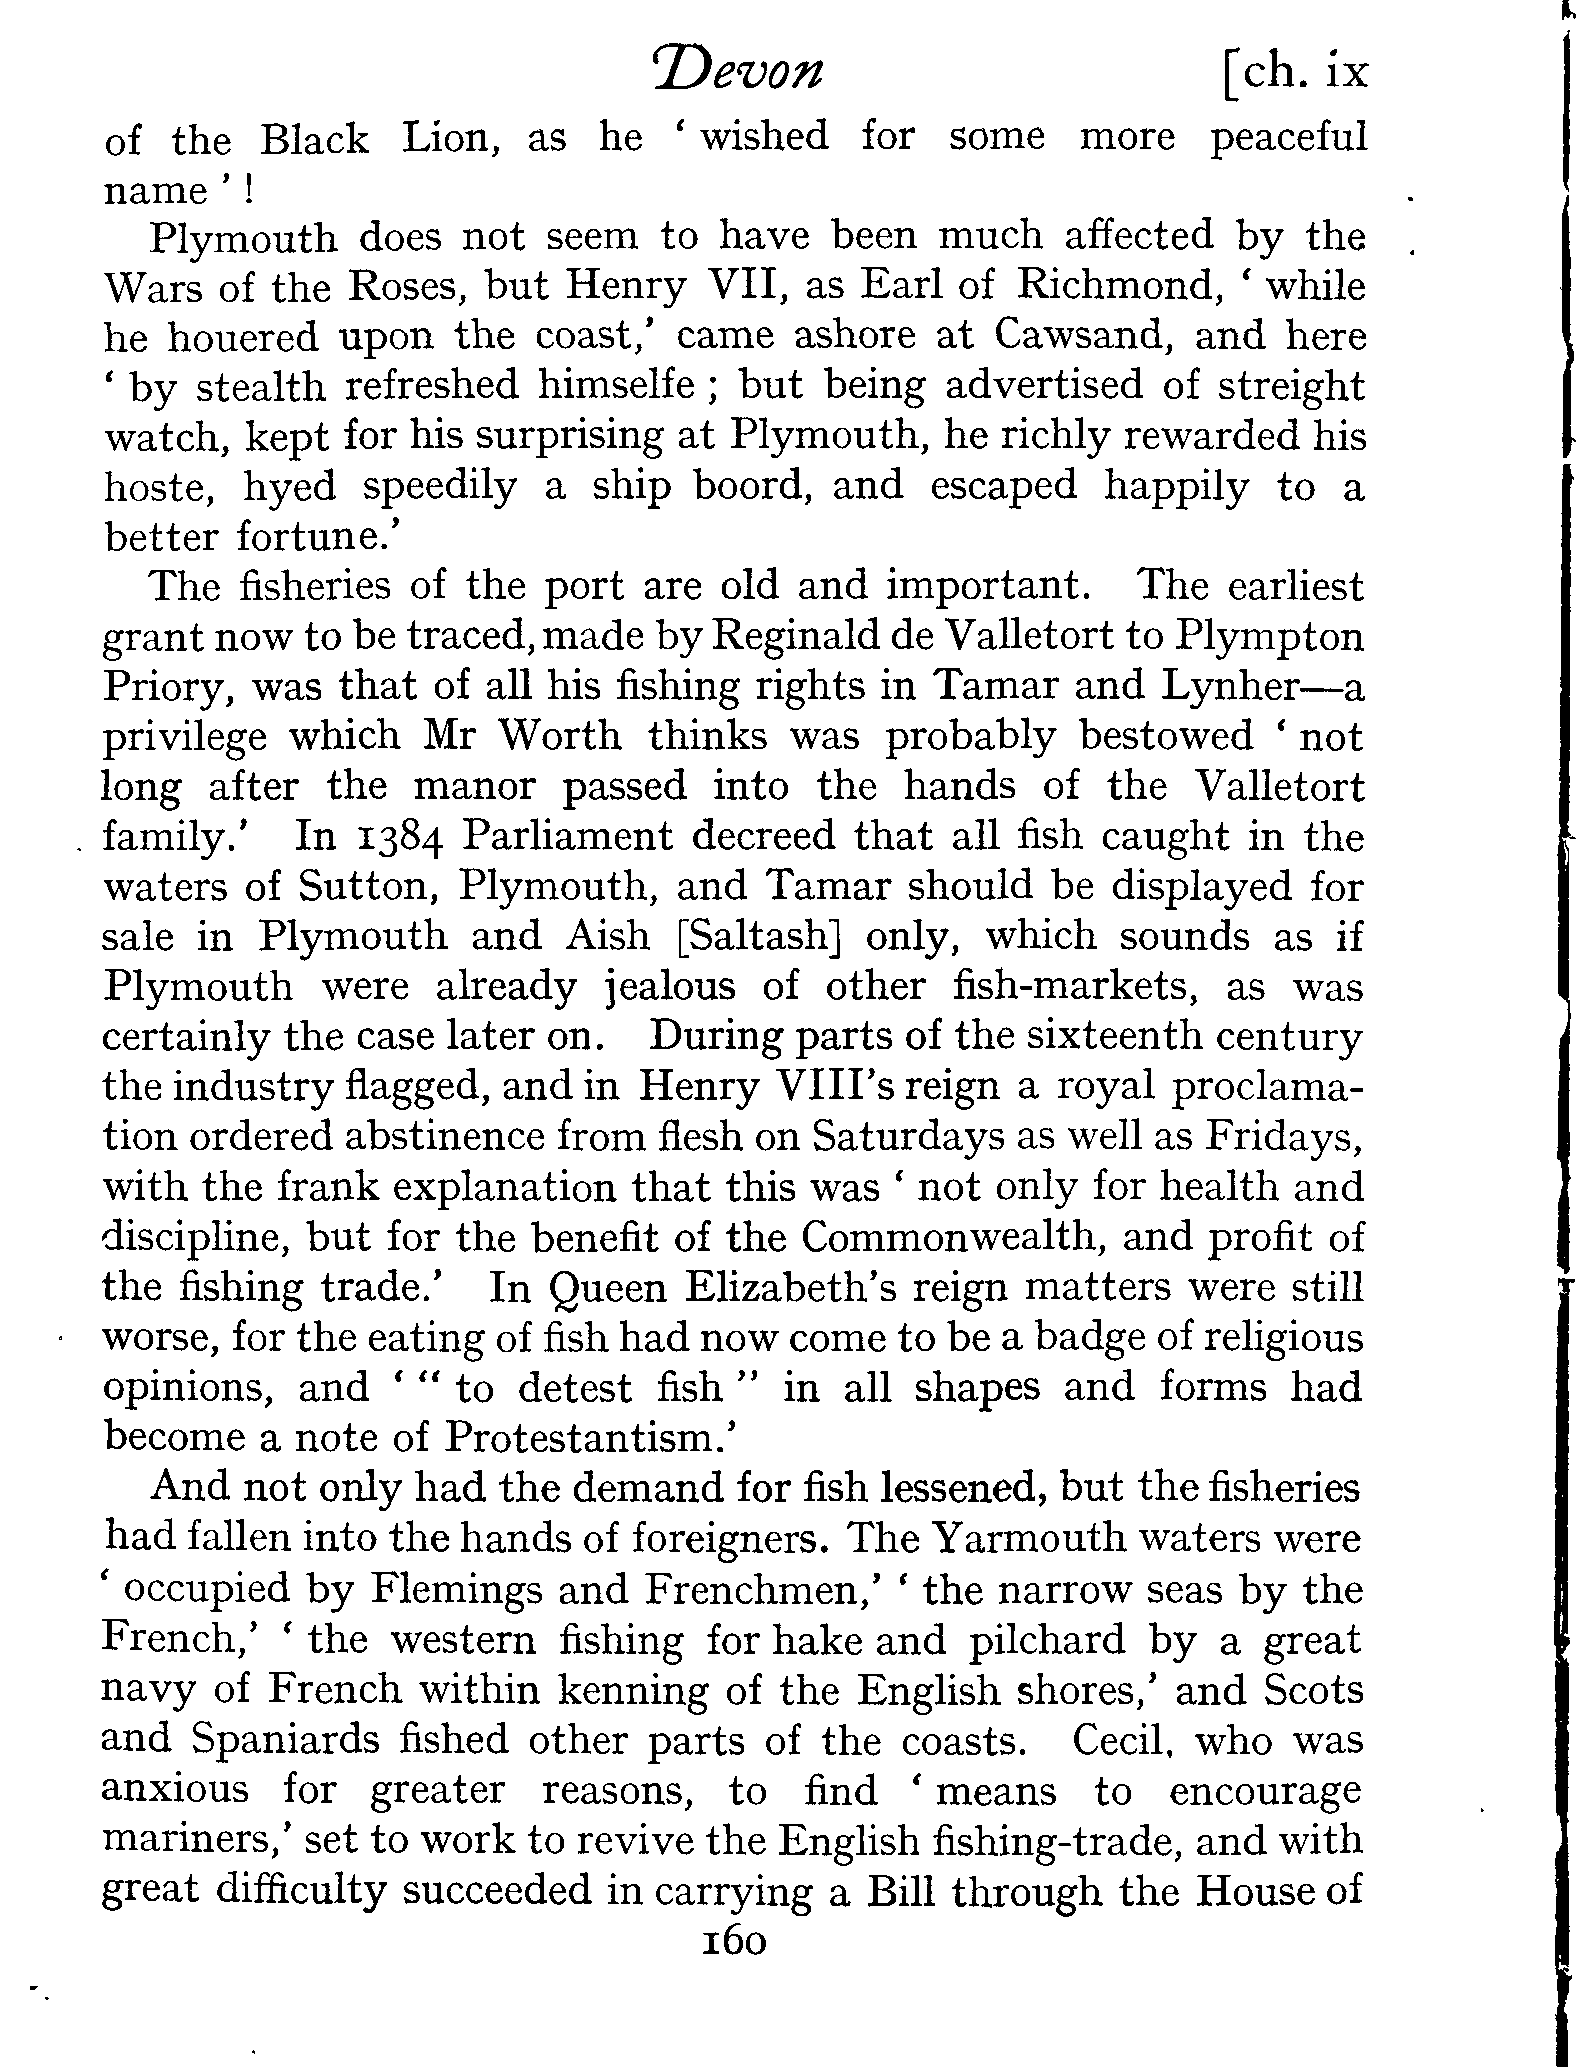 Devon [ch. ix
of the Black Lion, as he ‘ wished for some more peaceful
name ’ !
Plymouth does not seem to have been much affected by the
Wars of the Roses, but Henry VII, as Earl of Richmond, ‘ while
he houered upon the coast,’ came ashore at Cawsand, and here
‘ by stealth refreshed himselfe ; but being advertised of streight
watch, kept for his surprising at Plymouth, he richly rewarded his
hoste, hyed speedily a ship boord, and escaped happily to a
better fortune.’
The fisheries of the port are old and important. The earliest
grant now to be traced, made by Reginald de Valletort to Plympton
Priory, was that of all his fishing rights in Tamar and Lynher—a
privilege which Mr Worth thinks was probably bestowed ‘ not
long after the manor passed into the hands of the Valletort
family.’ In 1384 Parliament decreed that all fish caught in the
waters of Sutton, Plymouth, and Tamar should be displayed for
sale in Plymouth and Aish [Saltash] only, which sounds as if
Plymouth were already jealous of other fish-markets, as was
certainly the case later on. During parts of the sixteenth century
the industry flagged, and in Henry VIII’s reign a royal proclama-
tion ordered abstinence from flesh on Saturdays as well as Fridays,
with the frank explanation that this was ‘ not only for health and
discipline, but for the benefit of the Commonwealth, and profit of
the fishing trade.’ In Queen Elizabeth’s reign matters were still
worse, for the eating of fish had now come to be a badge of religious
opinions, and ‘ “ to detest fish ” in all shapes and forms had
become a note of Protestantism.’
And not only had the demand for fish lessened, but the fisheries
had fallen into the hands of foreigners. The Yarmouth waters were
‘ occupied by Flemings and Frenchmen,’ ‘ the narrow seas by the
French,’ ‘ the western fishing for hake and pilchard by a great
navy of French within kenning of the English shores,’ and Scots
and Spaniards fished other parts of the coasts. Cecil, who was
anxious for greater reasons, to find ‘ means to encourage
mariners,’ set to work to revive the English fishing-trade, and with
great difficulty succeeded in carrying a Bill through the House of
160